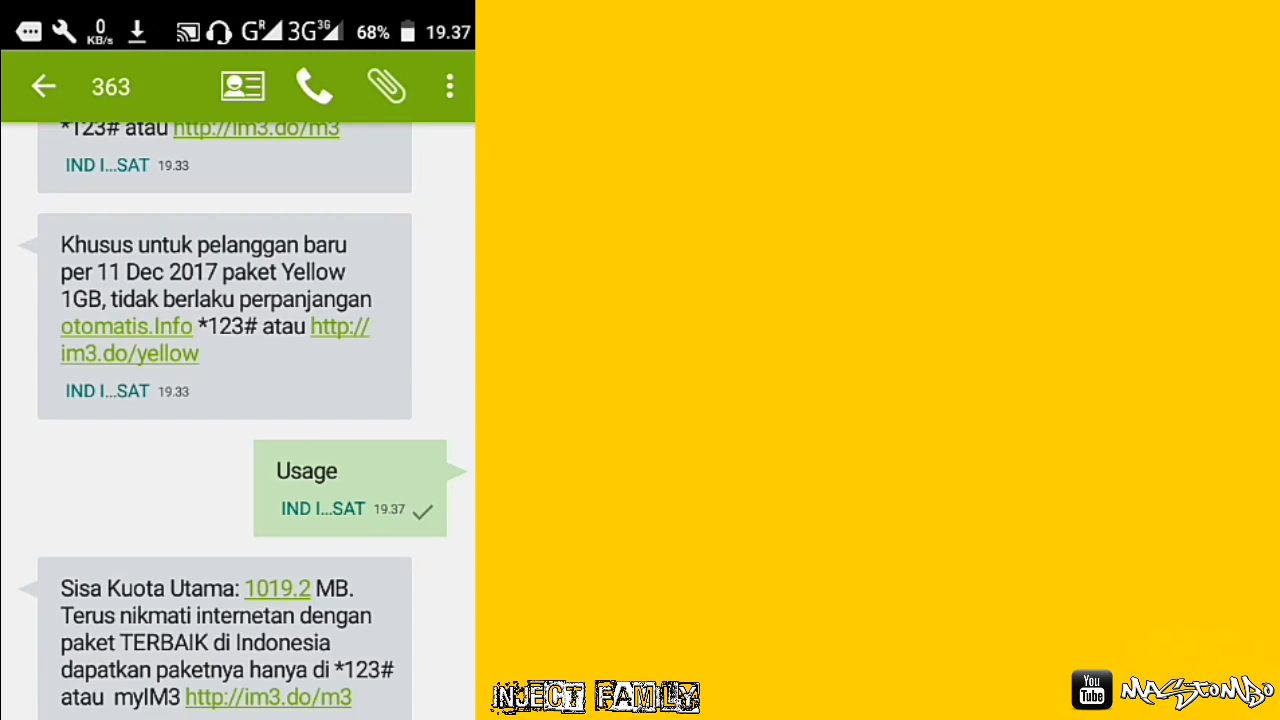 0
KB/s
G R 3G 3G 68% 19.37
363
*123# atau http://im3.do/m3
IND I...SAT 19.33
Khusus untuk pelanggan baru
per 11 Dec 2017 paket Yellow
1GB, tidak berlaku perpanjangan
otomatis.Info *123# atau http://
im3.do/yellow
IND I...SAT 19.33
Usage
IND I...SAT 19.37
Sisa Kuota Utama: 1019.2 MB.
Terus nikmati internetan dengan
paket TERBAIK di Indonesia
dapatkan paketnya hanya di *123#
atau myIM3 http://im3.do/m3
INJECT FAMILY
You Tube MASTOMBO